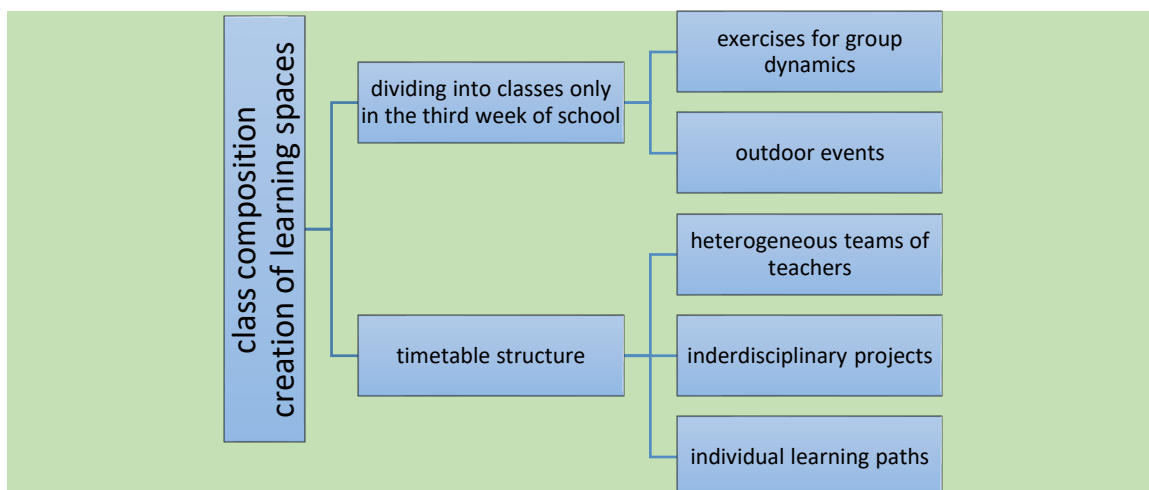 class composition
creation of learning spaces
dividing into classes only
in the third week of school
exercises for group
dynamics
outdoor events
timetable structure
heterogeneous teams of
teachers
inderdisciplinary projects
individual learning paths